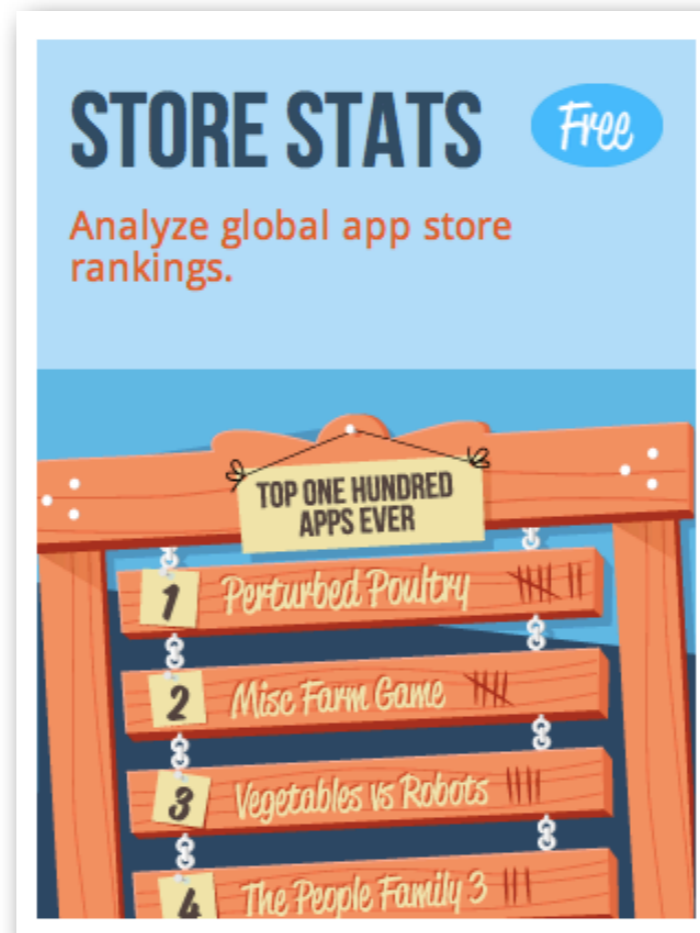 STORE STATS
Free
Analyze global app store
rankings.
TOP ONE HUNDRED
APPS EVER
1 Perturbed Poultry
2 Misc Farm Game
3 Vegetables vs Robots
4 The People Family 3